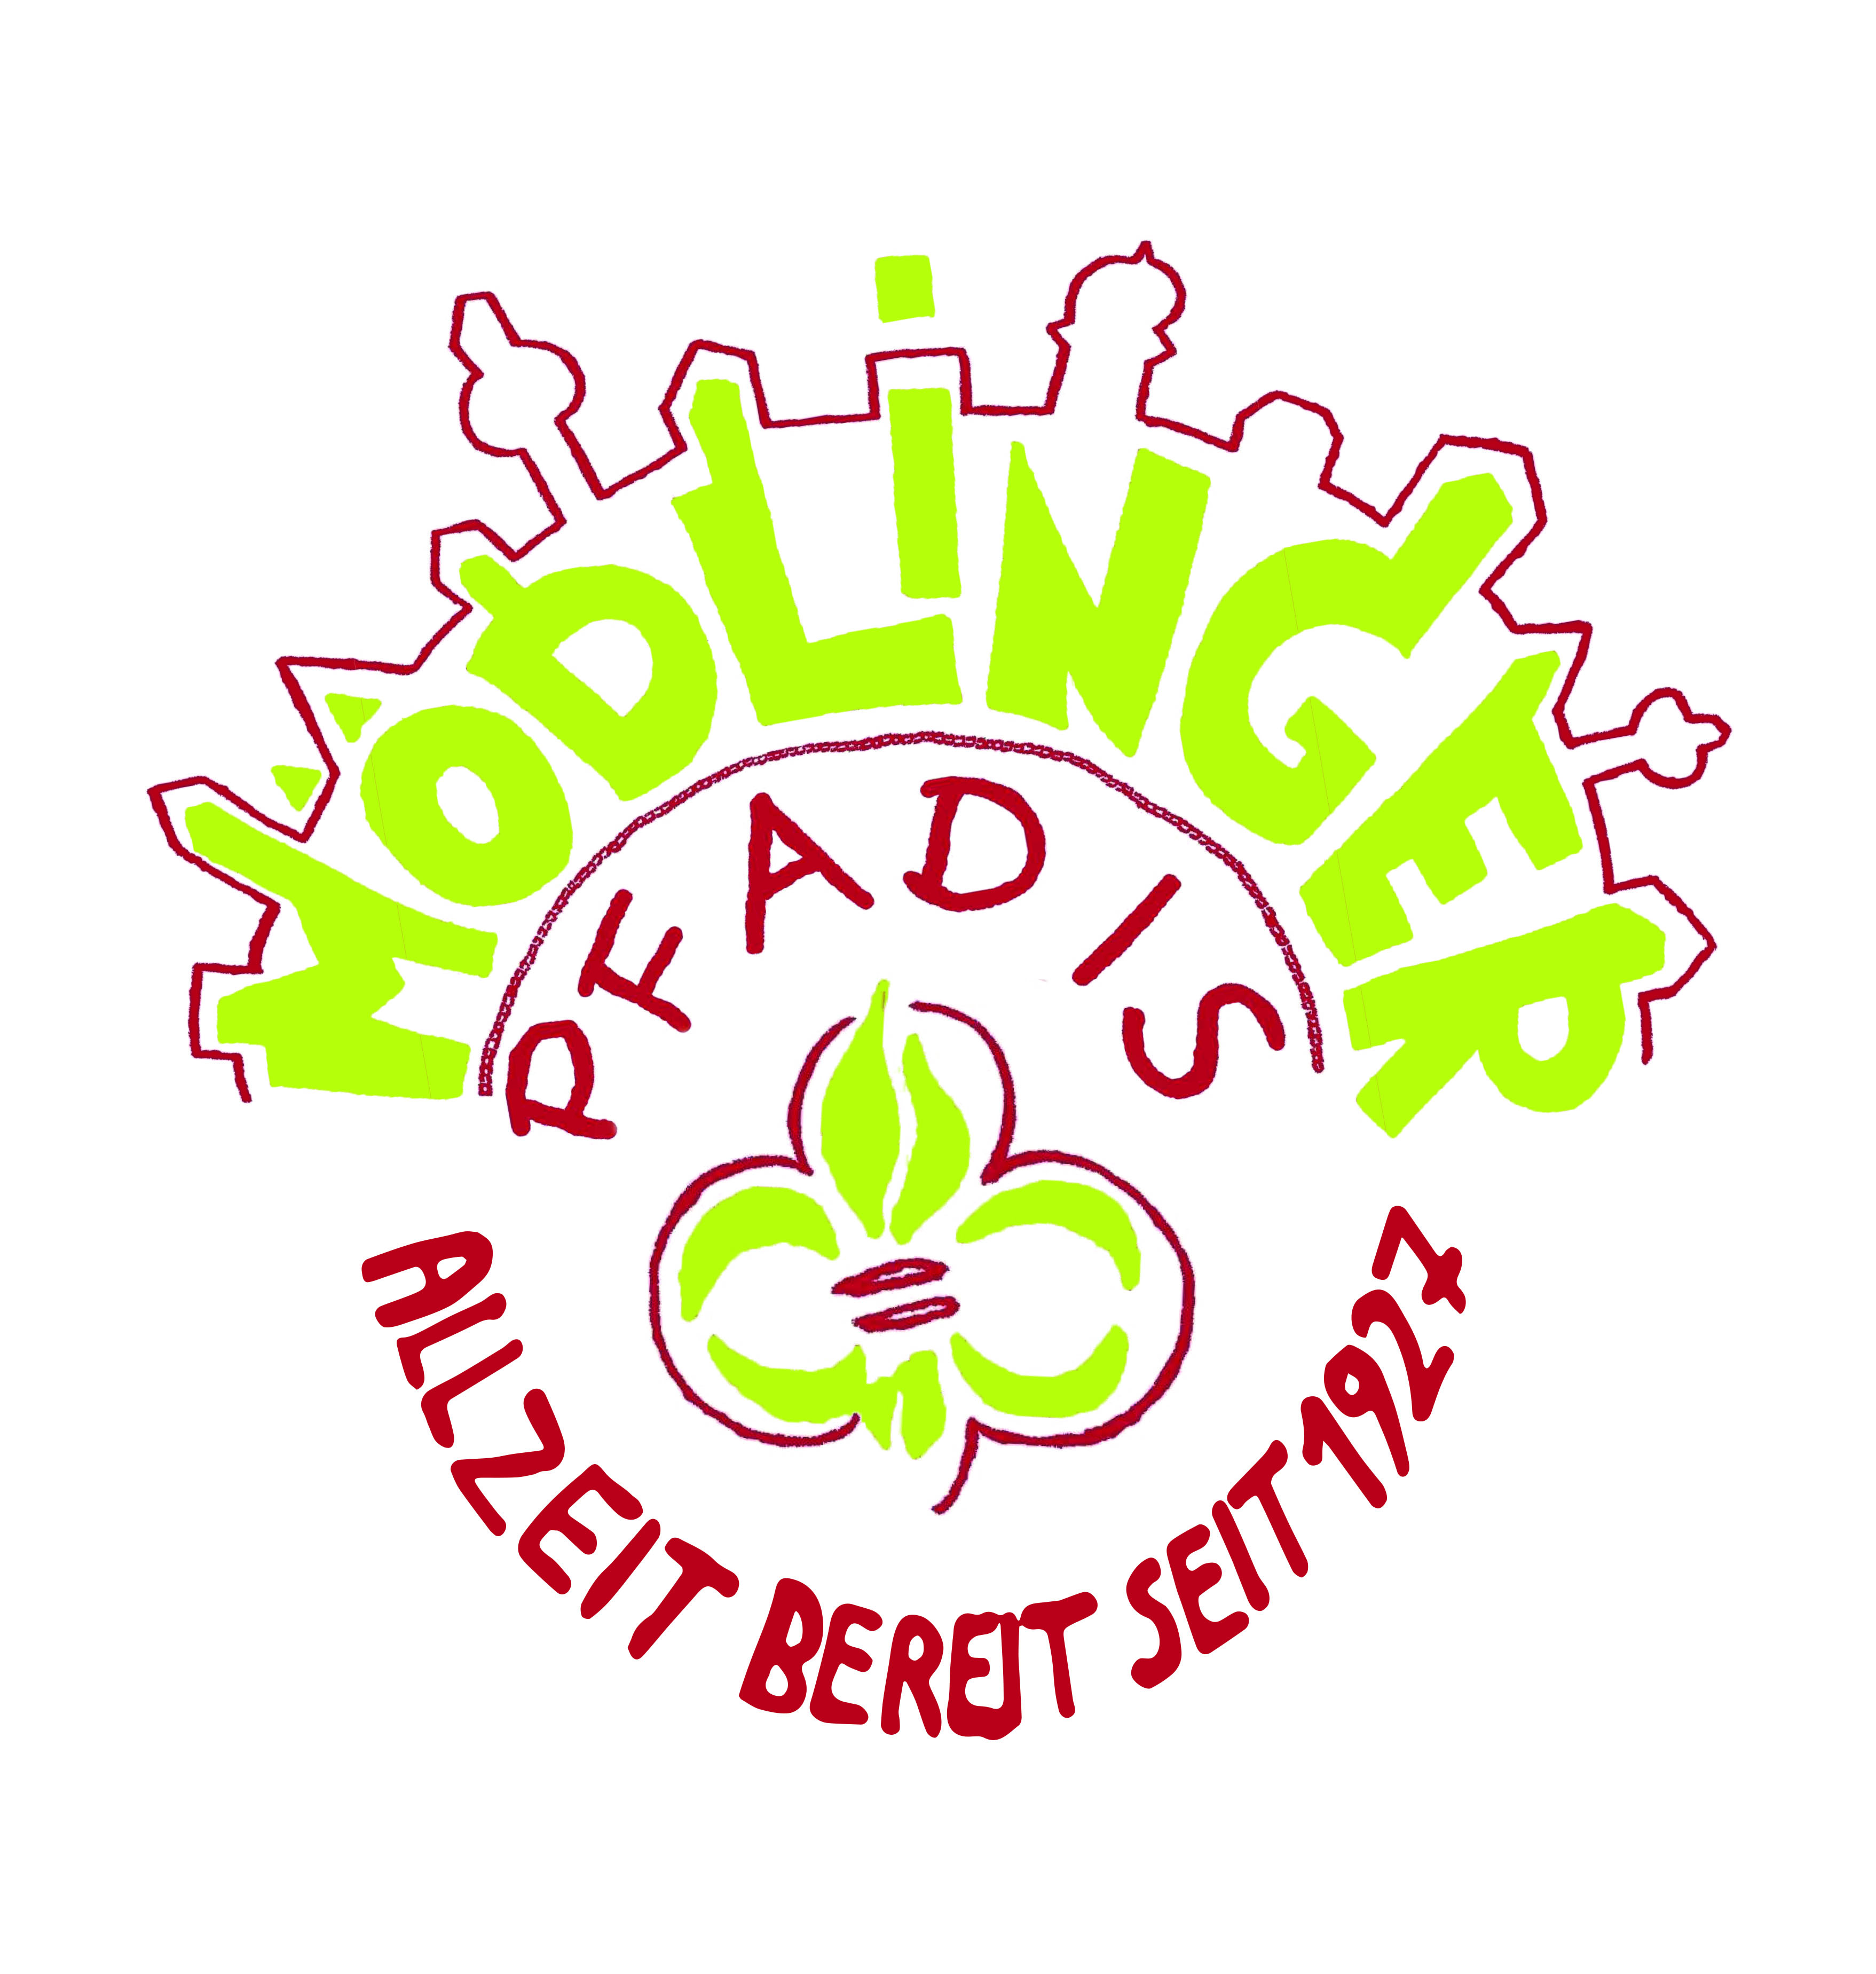 MÖDLiNGER
PFADIS
ALLZEIT BEREIT SEIT 1927